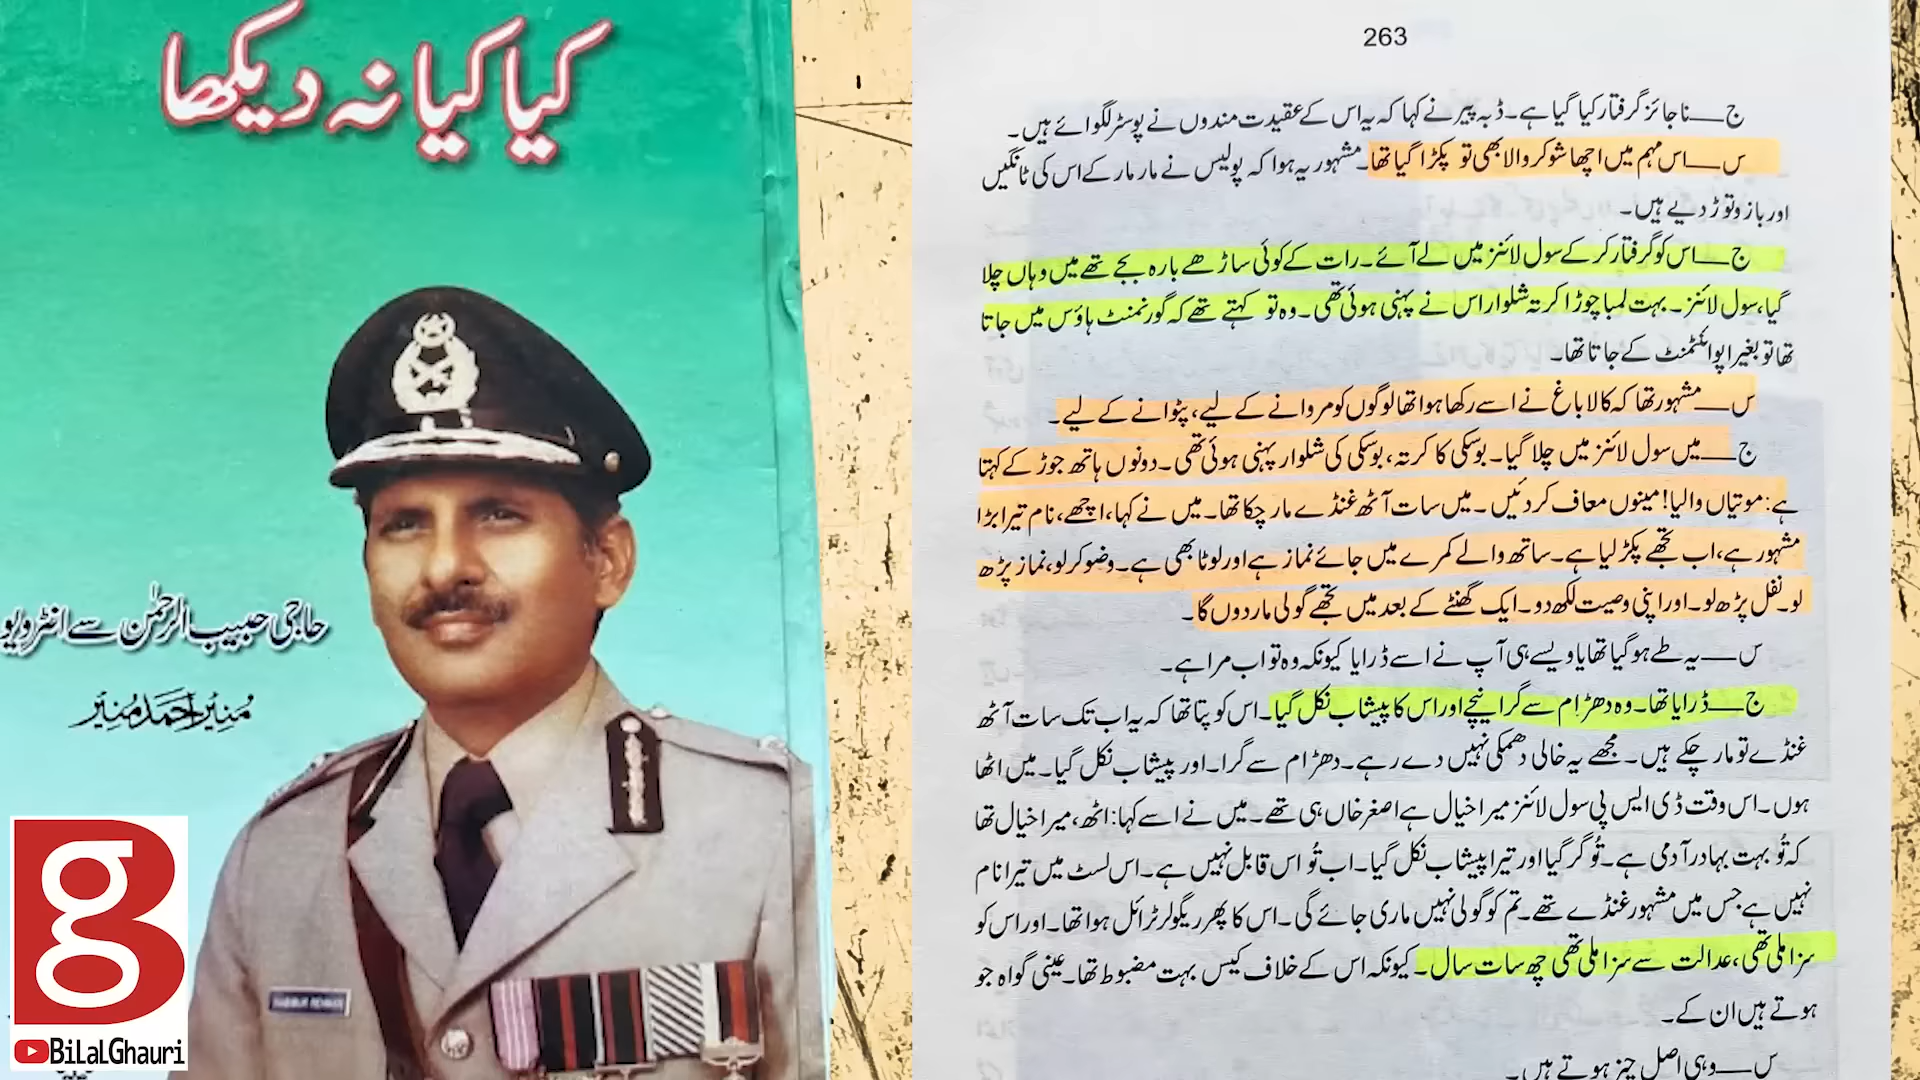 کیا کیا نہ دیکھا
حاجی حبیب الرحمٰن سے انٹرویو
منیر احمد منیر
HABIBUR REHMAN
Bg
BiLalGhauri
263
ج____ناجائز گرفتار کیا گیا ہے۔ ڈبہ پیر نے کہا کہ یہ اس کے عقیدت مندوں نے پوسٹر لگوائے ہیں۔
س____اس مہم میں اچھا شوکر والا بھی تو پکڑا گیا تھا۔ مشہور یہ ہوا کہ پولیس نے مار مار کے اس کی ٹانگیں
اور بازو توڑ دیے ہیں۔
ج____اس کو گرفتار کر کے سول لائنز میں لے آئے۔ رات کے کوئی ساڑھے بارہ بجے تھے میں وہاں چلا
گیا، سول لائنز۔ بہت لمبا چوڑا کرتہ شلوار اس نے پہنی ہوئی تھی۔ وہ تو کہتے تھے کہ گورنمنٹ ہاؤس میں جاتا
تھا تو بغیر اپوائنٹمنٹ کے جاتا تھا۔
س____مشہور تھا کہ کالا باغ نے اسے رکھا ہوا تھا لوگوں کو مروانے کے لیے، پٹوانے کے لیے۔
ج____میں سول لائنز میں چلا گیا۔ بوسکی کا کرتہ، بوسکی کی شلوار پہنی ہوئی تھی۔ دونوں ہاتھ جوڑ کے کہتا
ہے: موتیاں والیا! مینوں معاف کر دئیں۔ میں سات آٹھ غنڈے مار چکا تھا۔ میں نے کہا، اچھے، نام تیرا بڑا
مشہور ہے، اب تجھے پکڑ لیا ہے۔ ساتھ والے کمرے میں جائے نماز ہے اور لوٹا بھی ہے۔ وضو کر لو، نماز پڑھ
لو۔ نفل پڑھ لو۔ اور اپنی وصیت لکھ دو۔ ایک گھنٹے کے بعد میں تجھے گولی مار دوں گا۔
س____یہ طے ہو گیا تھا یا ویسے ہی آپ نے اسے ڈرایا کیونکہ وہ تو اب مرا ہے۔
ج____ڈرایا تھا۔ وہ دھڑام سے گرا نیچے اور اس کا پیشاب نکل گیا۔ اس کو پتا تھا کہ یہ اب تک سات آٹھ
غنڈے تو مار چکے ہیں۔ مجھے یہ خالی دھمکی نہیں دے رہے۔ دھڑام سے گرا۔ اور پیشاب نکل گیا۔ میں اٹھا
ہوں۔ اس وقت ڈی ایس پی سول لائنز میرا خیال ہے اصغر خاں ہی تھے۔ میں نے اسے کہا: اٹھ، میرا خیال تھا
کہ تُو بہت بہادر آدمی ہے۔ تُو گر گیا اور تیرا پیشاب نکل گیا۔ اب تُو اس قابل نہیں ہے۔ اس لسٹ میں تیرا نام
نہیں ہے جس میں مشہور غنڈے تھے۔ تم کو گولی نہیں ماری جائے گی۔ اس کا پھر ریگولر ٹرائل ہوا تھا۔ اور اس کو
سزا ملی تھی، عدالت سے سزا ملی تھی چھ سات سال۔ کیونکہ اس کے خلاف کیس بہت مضبوط تھا۔ عینی گواہ جو
ہوتے ہیں ان کے۔
س____وہی اصل چیز ہوتے ہیں۔